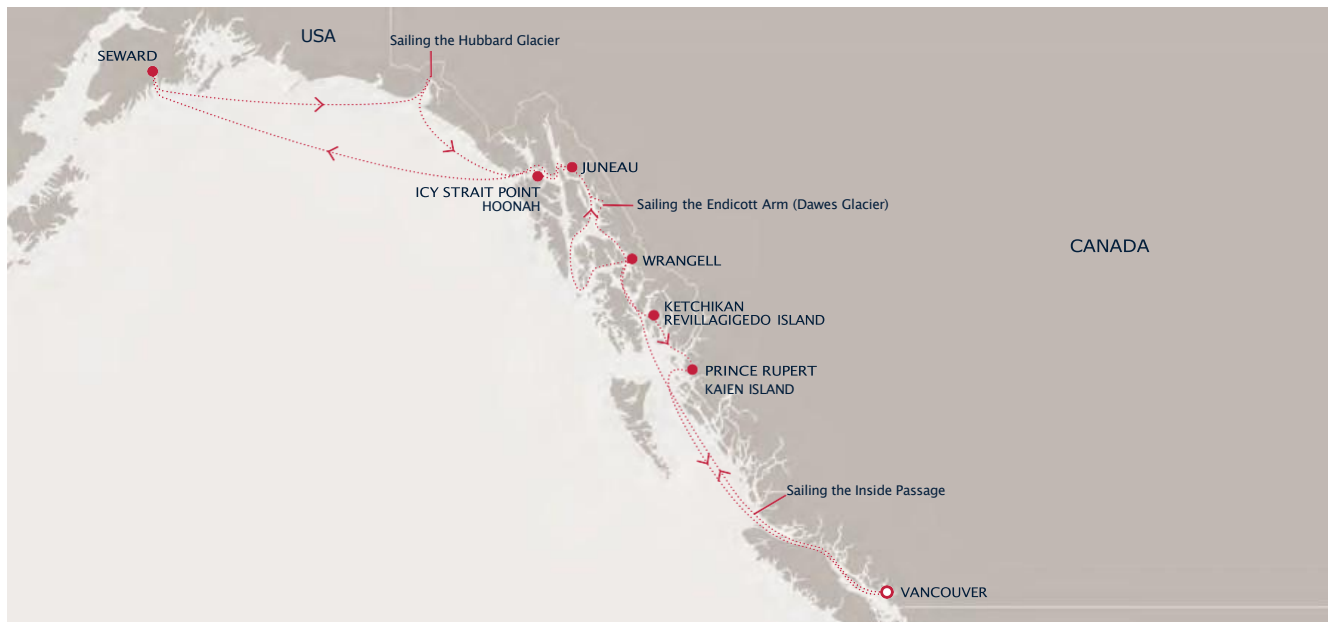 USA
Sailing the Hubbard Glacier
SEWARD
JUNEAU
ICY STRAIT POINT
HOONAH
Sailing the Endicott Arm (Dawes Glacier)
CANADA
WRANGELL
KETCHIKAN
REVILLAGIGEDO ISLAND
PRINCE RUPERT
KAIEN ISLAND
Sailing the Inside Passage
VANCOUVER